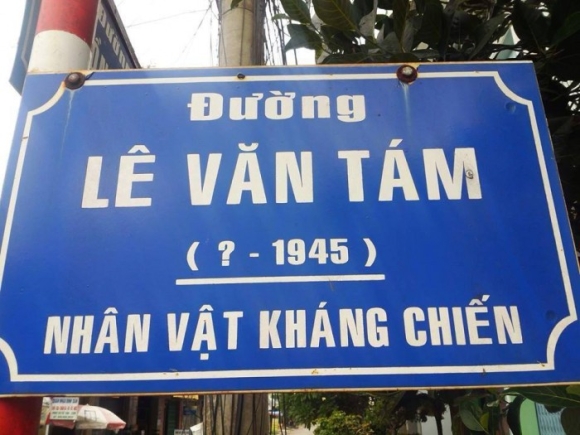 Đường
LÊ VĂN TÁM
( ? - 1945 )
NHÂN VẬT KHÁNG CHIẾN